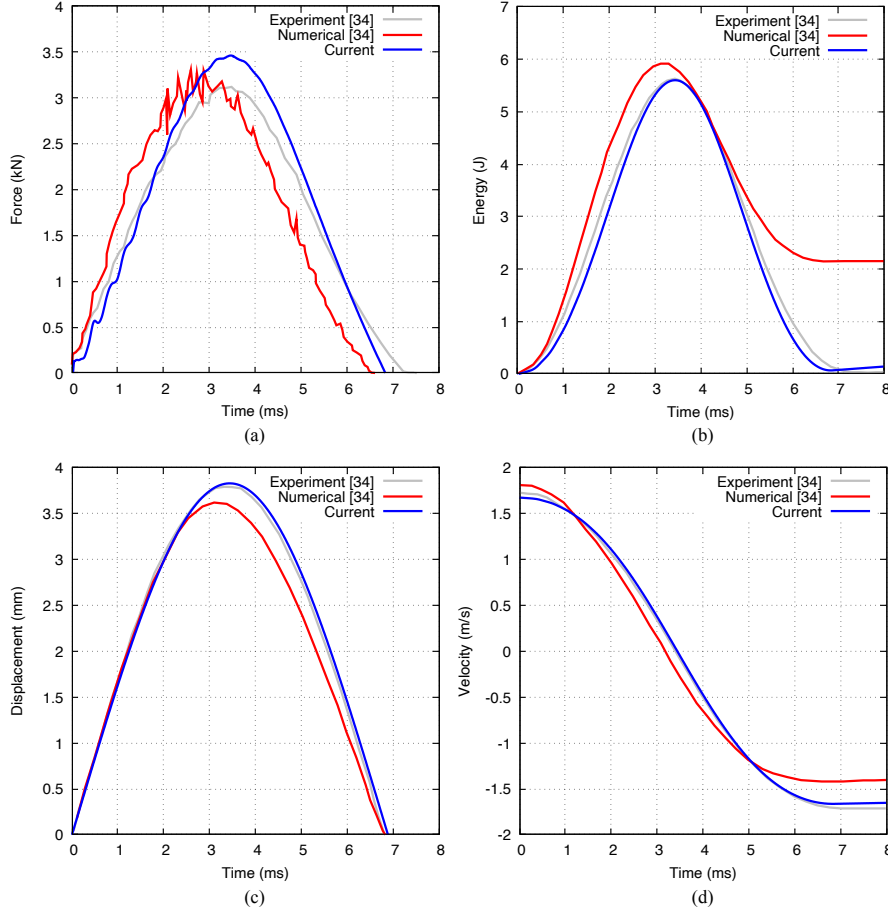 4
3.5
3
2.5
2
1.5
1
0.5
0
Force (kN)
Experiment [34]
Numerical [34]
Current
0 1 2 3 4 5 6 7 8
Time (ms)
(a)
7
6
5
4
3
2
1
0
Energy (J)
Experiment [34]
Numerical [34]
Current
0 1 2 3 4 5 6 7 8
Time (ms)
(b)
4
3.5
3
2.5
2
1.5
1
0.5
0
Displacement (mm)
Experiment [34]
Numerical [34]
Current
0 1 2 3 4 5 6 7 8
Time (ms)
(c)
2
1.5
1
0.5
0
-0.5
-1
-1.5
-2
Velocity (m/s)
Experiment [34]
Numerical [34]
Current
0 1 2 3 4 5 6 7 8
Time (ms)
(d)